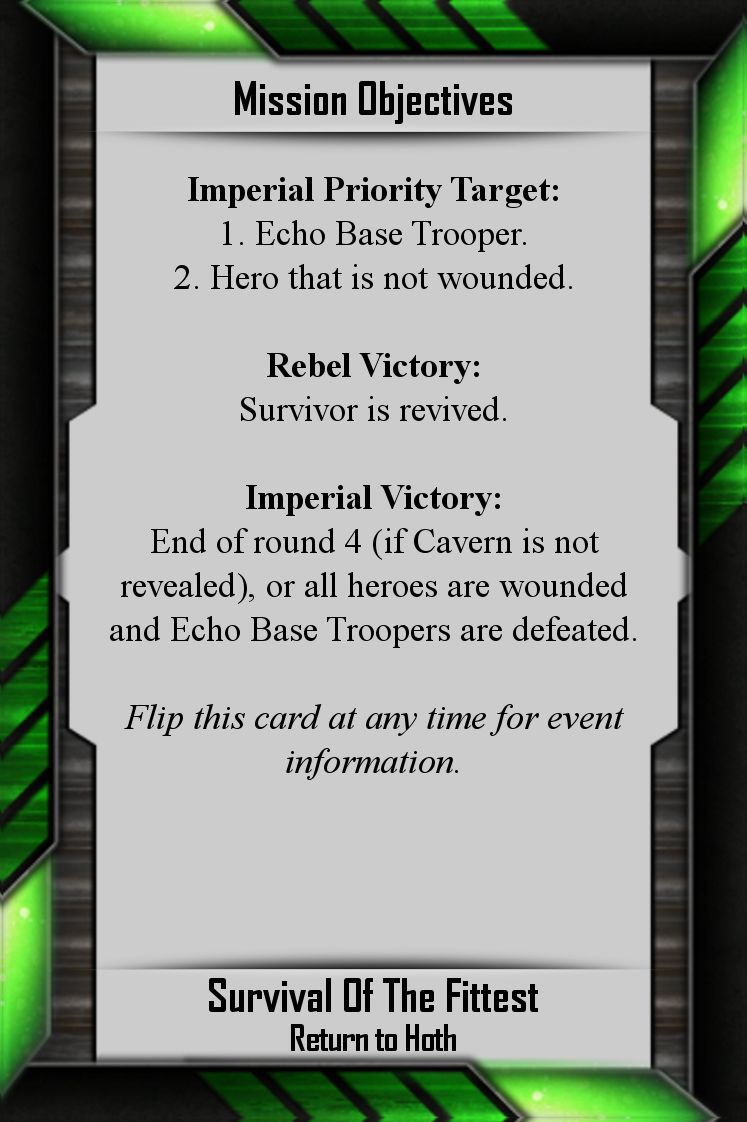 Mission Objectives
Imperial Priority Target:
1. Echo Base Trooper.
2. Hero that is not wounded.
Rebel Victory:
Survivor is revived.
Imperial Victory:
End of round 4 (if Cavern is not
revealed), or all heroes are wounded
and Echo Base Troopers are defeated.
Flip this card at any time for event
information.
Survival Of The Fittest
Return to Hoth